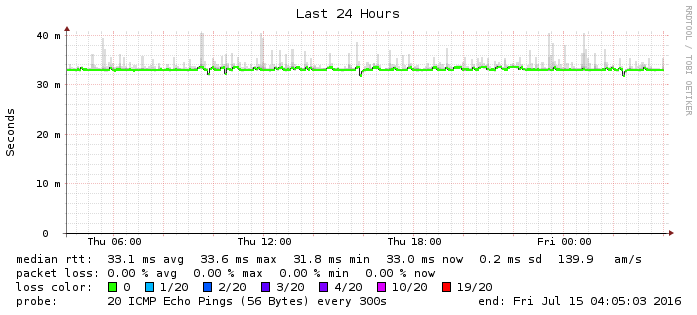 Last 24 Hours
RRDTOOL / TOBI OETIKER
Seconds
40 m
30 m
20 m
10 m
0
Thu 06:00 Thu 12:00 Thu 18:00 Fri 00:00
median rtt: 33.1 ms avg 33.6 ms max 31.8 ms min 33.0 ms now 0.2 ms sd 139.9 am/s
packet loss: 0.00 % avg 0.00 % max 0.00 % min 0.00 % now
loss color: 0 1/20 2/20 3/20 4/20 10/20 19/20
probe: 20 ICMP Echo Pings (56 Bytes) every 300s end: Fri Jul 15 04:05:03 2016